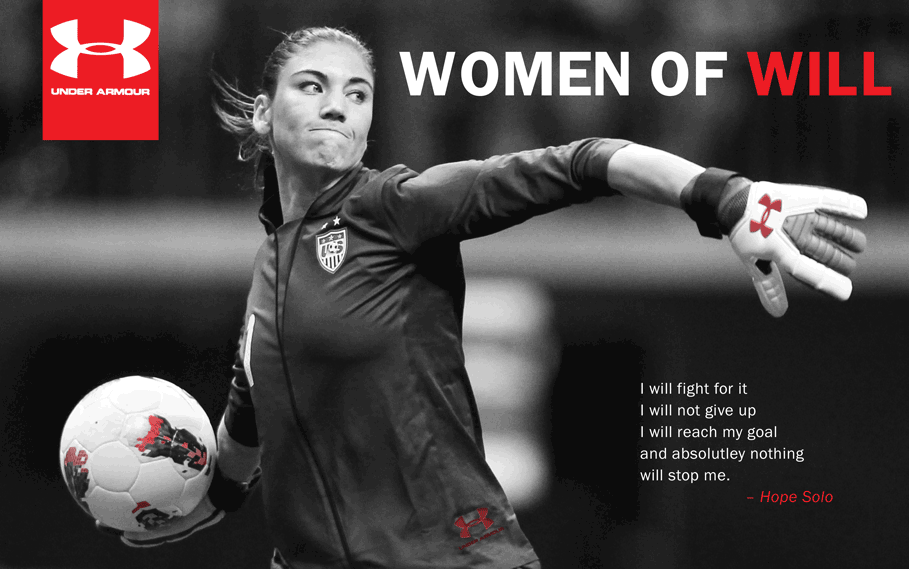 UNDER ARMOUR
WOMEN OF WILL
I will fight for it
I will not give up
I will reach my goal
and absolutley nothing
will stop me.
– Hope Solo